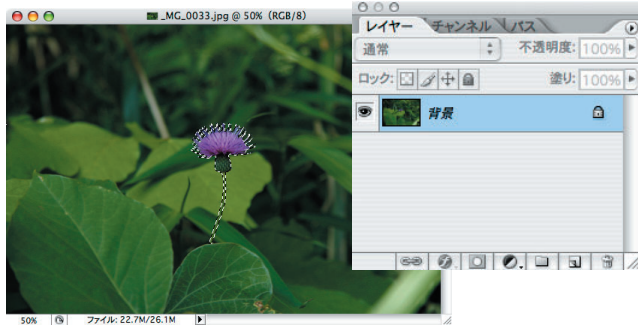 _MG_0033.jpg @ 50% (RGB/8)
50%
ファイル: 22.7M/26.1M
レイヤー チャンネル パス
通常 不透明度: 100%
ロック: 塗り: 100%
背景